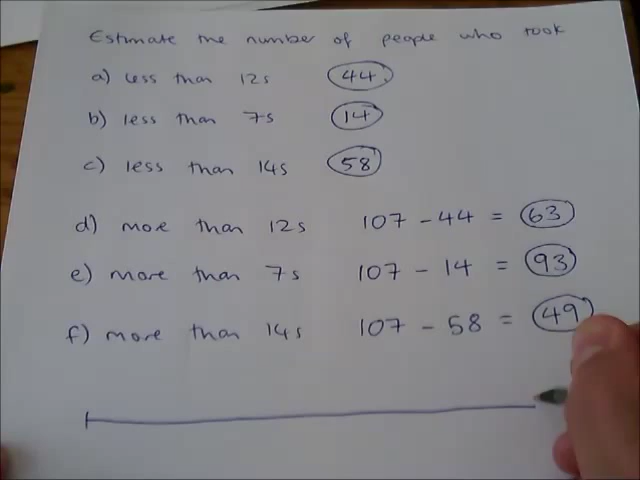 Estimate the number of people who took
a) less than 12s 44
b) less than 7s 14
c) less than 14s 58
d) more than 12s 107 - 44 = 63
e) more than 7s 107 - 14 = 93
f) more than 14s 107 - 58 = 49